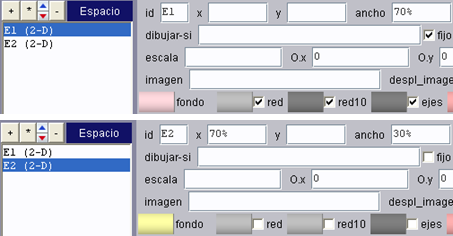 + * - Espacio id E1 x y ancho 70%
E1 (2-D) dibujar-si fijo
E2 (2-D) escala O.x 0 O.y 0
imagen despl_image
fondo red red10 ejes
+ * - Espacio id E2 x 70% y ancho 30%
E1 (2-D) dibujar-si fijo
E2 (2-D) escala O.x 0 O.y 0
imagen despl_image
fondo red red10 ejes